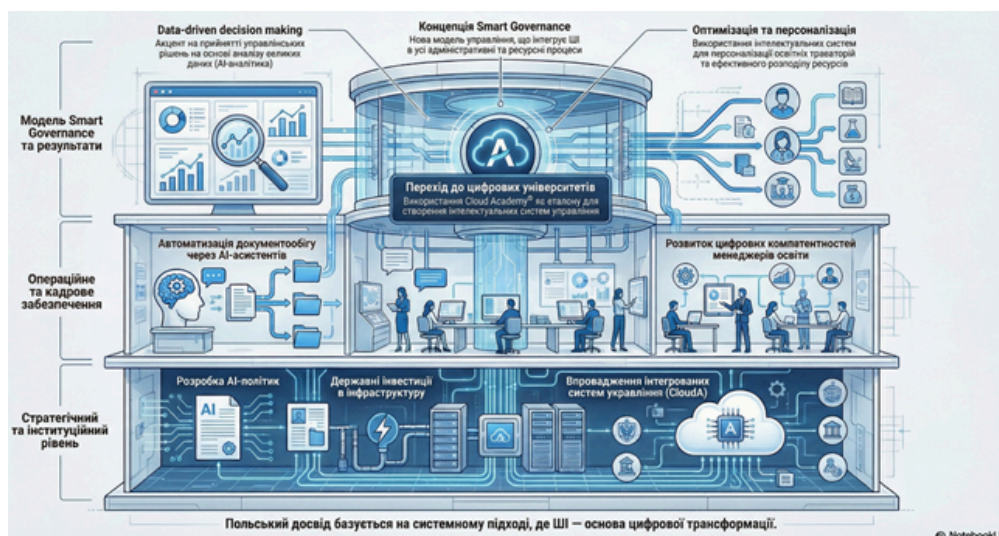 Data-driven decision making
Акцент на прийнятті управлінських
рішень на основі аналізу великих
даних (AI-аналітика)
Концепція Smart Governance
Нова модель управління, що інтегрує ШІ
в усі адміністративні та ресурсні процеси
Оптимізація та персоналізація
Використання інтелектуальних систем
для персоналізації освітніх траєкторій
та ефективного розподілу ресурсів
Модель Smart
Governance
та результати
A
Перехід до цифрових університетів
Використання Cloud Academy® як еталону для
створення інтелектуальних систем управління
Операційне
та кадрове
забезпечення
Автоматизація документообігу
через AI-асистентів
Розвиток цифрових компатентностей
менеджерів освіти
Стратегічний
та інституційний
рівень
Розробка AI-політик
AI
Державні інвестиції
в інфраструктуру
Впровадження інтегрованих
систем управління (CloudA)
A
Польський досвід базується на системному підході, де ШІ — основа цифрової трансформації.